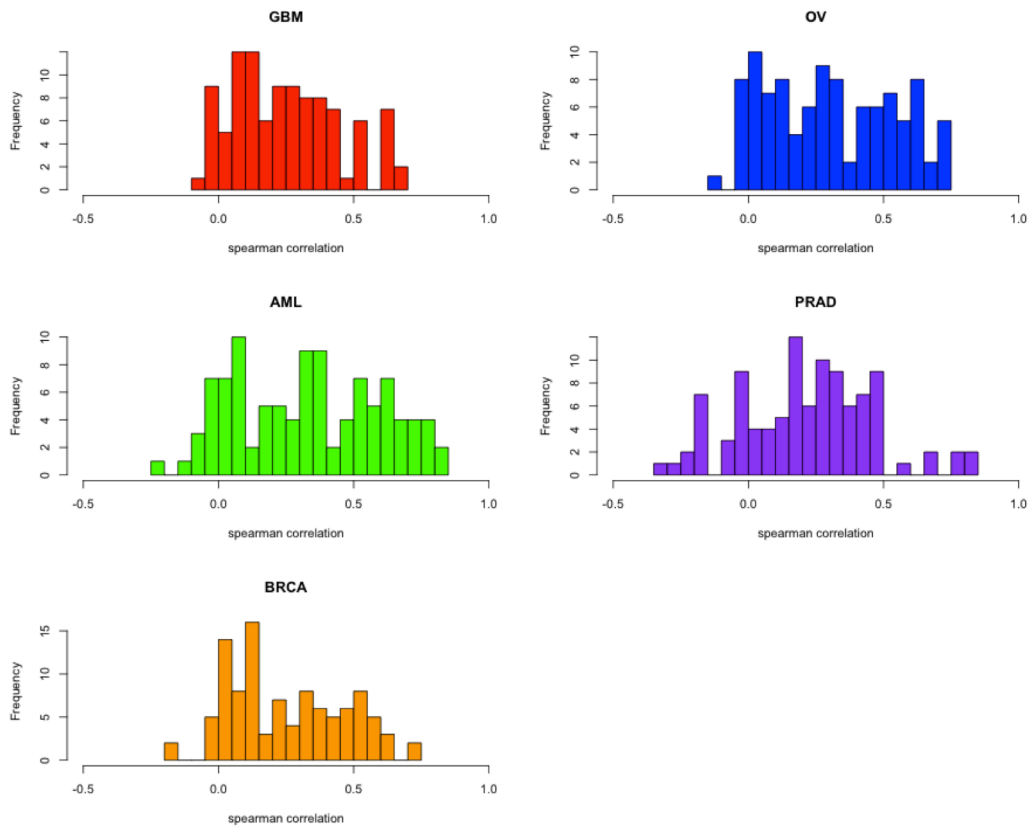 GBM
Frequency
0 2 4 6 8 10
-0.5 0.0 0.5 1.0
spearman correlation
OV
Frequency
0 2 4 6 8 10
-0.5 0.0 0.5 1.0
spearman correlation
AML
Frequency
0 2 4 6 8 10
-0.5 0.0 0.5 1.0
spearman correlation
PRAD
Frequency
0 2 4 6 8 10
-0.5 0.0 0.5 1.0
spearman correlation
BRCA
Frequency
0 5 10 15
-0.5 0.0 0.5 1.0
spearman correlation